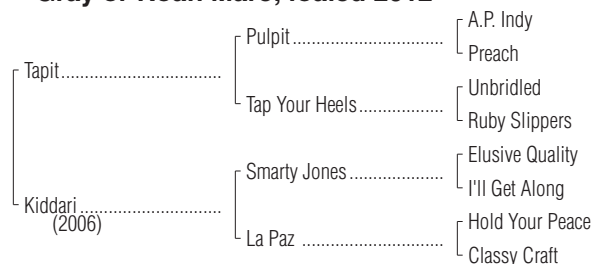 Gray or Roan Mare; foaled 2012
A.P. Indy
Pulpit
Preach
Tapit
Unbridled
Tap Your Heels
Ruby Slippers
Elusive Quality
Smarty Jones
I'll Get Along
Kiddari
(2006)
Hold Your Peace
La Paz
Classy Craft